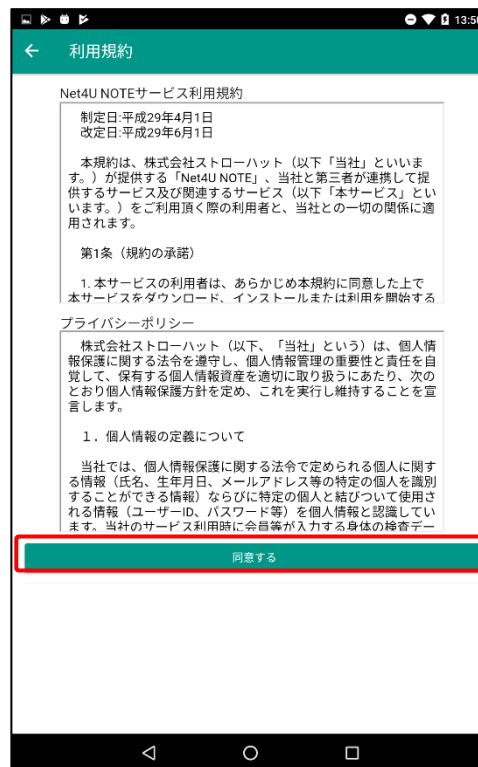 13:50
利用規約
Net4U NOTEサービス利用規約
制定日:平成29年4月1日
改定日:平成29年6月1日
本規約は、株式会社ストローハット（以下「当社」といいま
す。）が提供する「Net4U NOTE」、当社と第三者が連携して提
供するサービス及び関連するサービス（以下「本サービス」とい
います。）をご利用頂く際の利用者と、当社との一切の関係に適
用されます。
第1条（規約の承諾）
1. 本サービスの利用者は、あらかじめ本規約に同意した上で
本サービスをダウンロード、インストールまたは利用を開始する
プライバシーポリシー
株式会社ストローハット（以下、「当社」という）は、個人情
報保護に関する法令を遵守し、個人情報管理の重要性と責任を自
覚して、保有する個人情報資産を適切に取り扱うにあたり、次の
とおり個人情報保護方針を定め、これを実行し維持することを宣
言します。
１．個人情報の定義について
当社では、個人情報保護に関する法令で定められる個人に関す
る情報（氏名、生年月日、メールアドレス等の特定の個人を識別
することができる情報）ならびに特定の個人と結びついて使用さ
れる情報（ユーザーID、パスワード等）を個人情報と認識してい
ます。当社のサービス利用時に会員等が入力する身体の検査デー
同意する